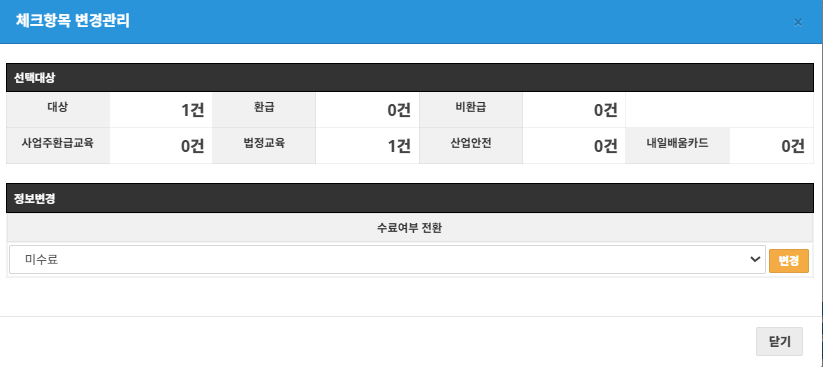 체크항목 변경관리 ×
선택대상
대상 1건 환급 0건 비환급 0건
사업주환급교육 0건 법정교육 1건 산업안전 0건 내일배움카드 0건
정보변경
수료여부 전환
미수료 변경
닫기